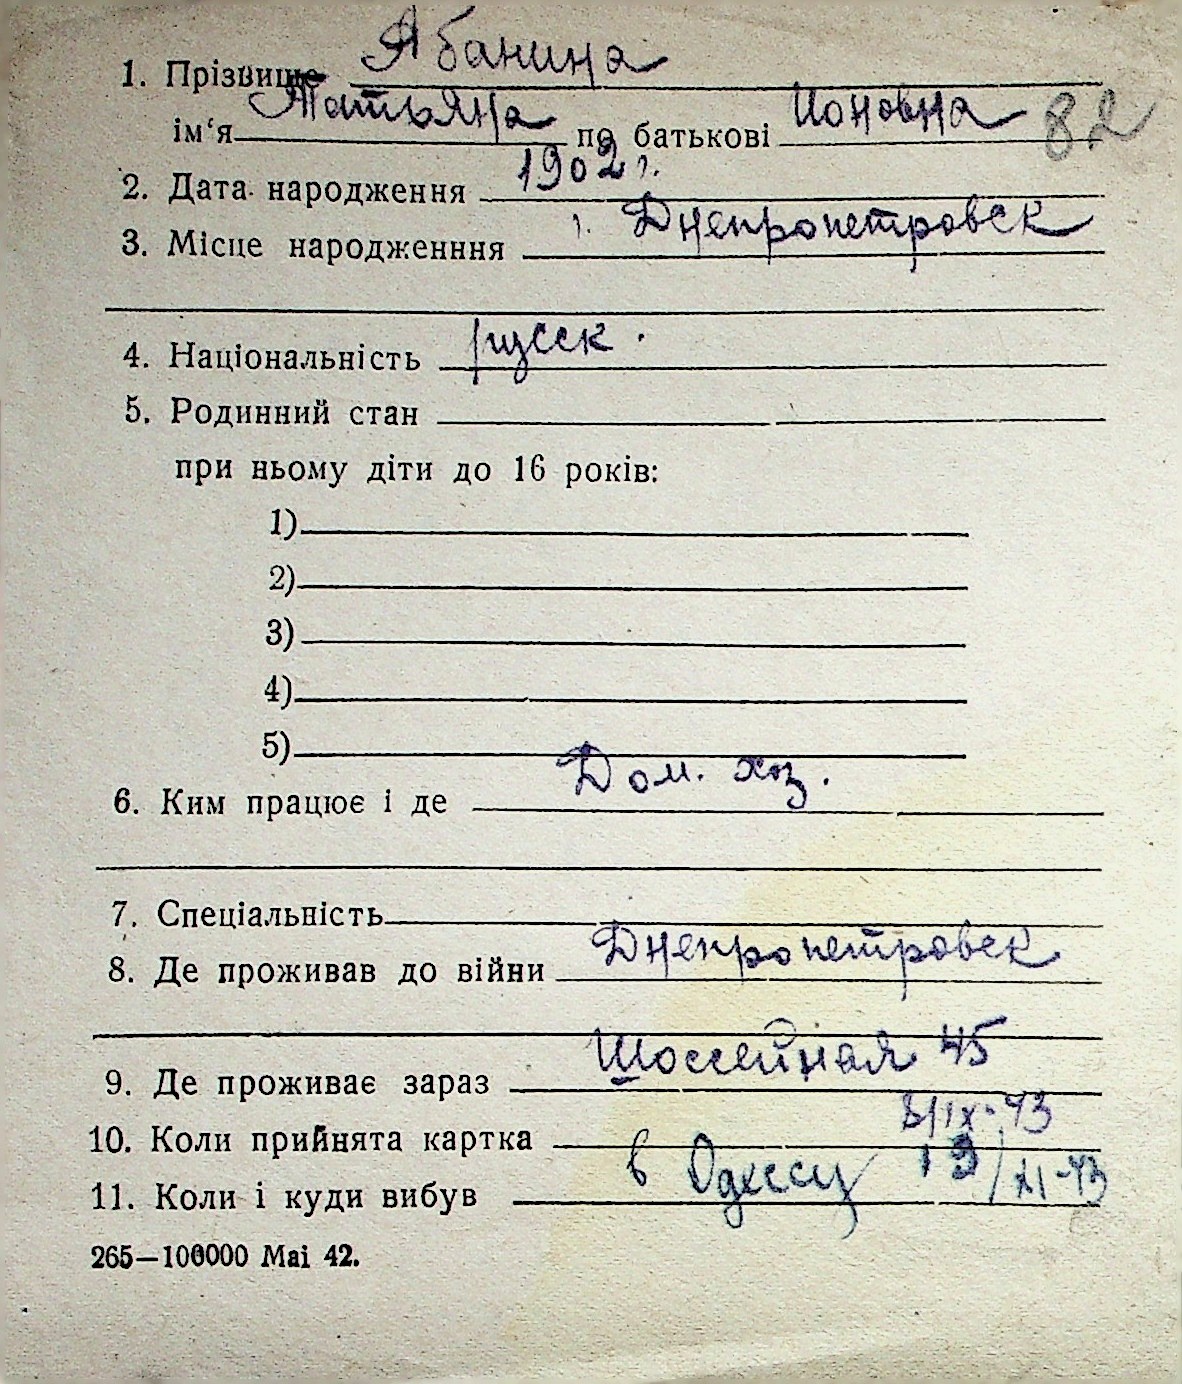 1. Прізвище Абанина
ім‘я Татьяна по батькові Ионовна 82
2. Дата народження 1902 г.
3. Місце народженння г. Днепропетровск
4. Національність русск.
5. Родинний стан
при ньому діти до 16 років:
1)
2)
3)
4)
5)
6. Ким працює і де Дом. хоз.
7. Спеціальність
8. Де проживав до війни Днепропетровск
9. Де проживає зараз Шоссейная 45
10. Коли прийнята картка 3/IX-43
11. Коли і куди вибув в Одессу 19/XI-43
265—100000 Mai 42.